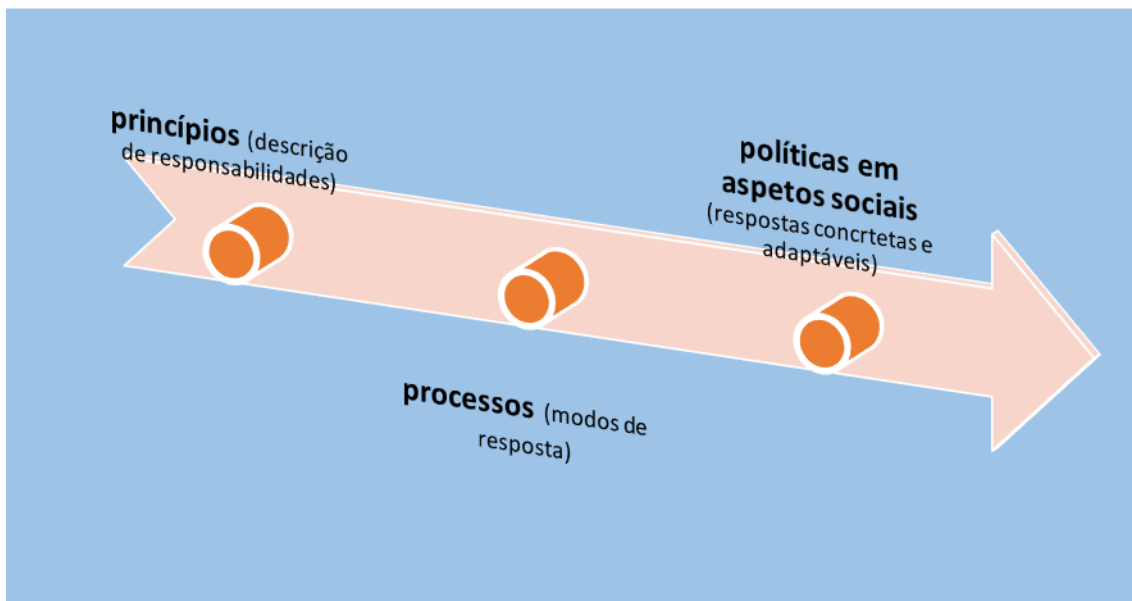 princípios (descrição
de responsabilidades)
processos (modos de
resposta)
políticas em
aspetos sociais
(respostas concrtetas e
adaptáveis)